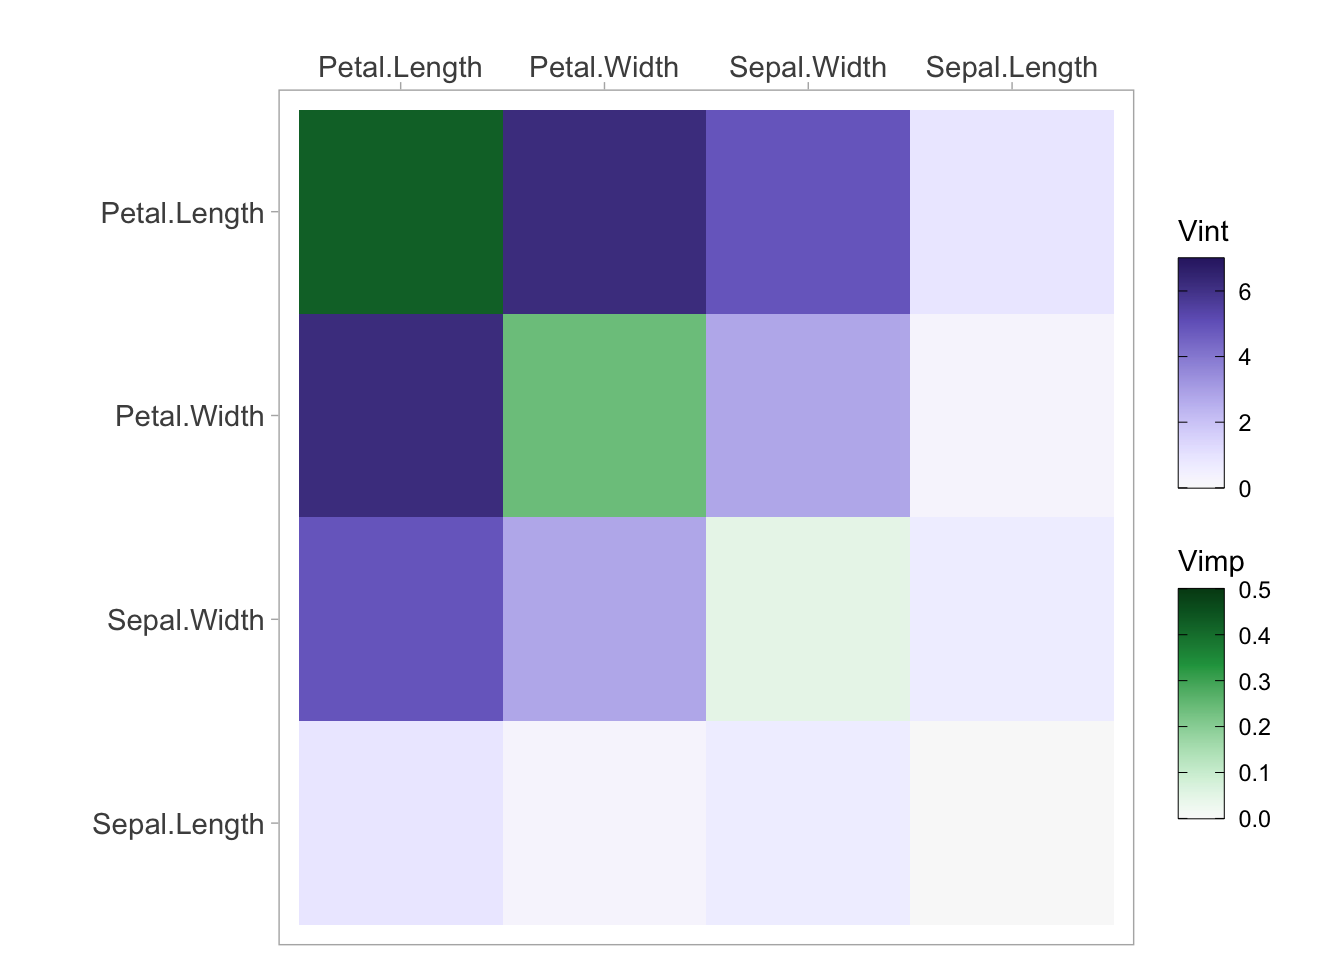 Petal.Length Petal.Width Sepal.Width Sepal.Length
Petal.Length
Petal.Width
Sepal.Width
Sepal.Length
Vint
6
4
2
0
Vimp
0.5
0.4
0.3
0.2
0.1
0.0